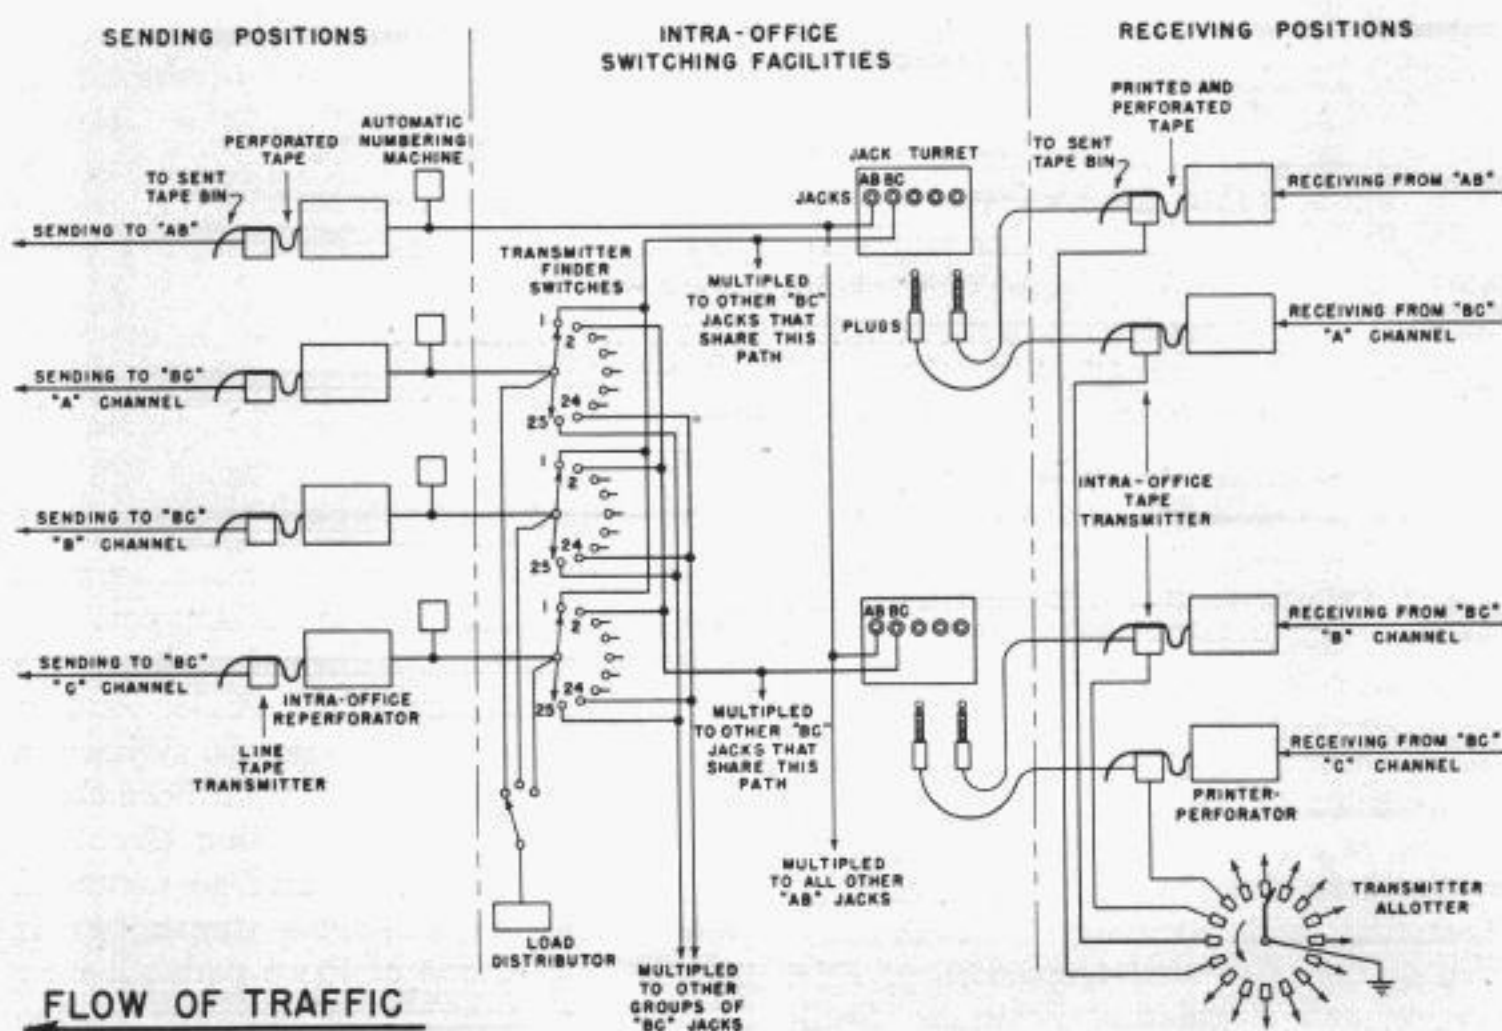 SENDING POSITIONS
INTRA-OFFICE
SWITCHING FACILITIES
RECEIVING POSITIONS
AUTOMATIC
NUMBERING
MACHINE
PERFORATED
TAPE
TO SENT
TAPE BIN
SENDING TO "AB"
SENDING TO "BC"
"A" CHANNEL
SENDING TO "BC"
"B" CHANNEL
SENDING TO "BC"
"C" CHANNEL
INTRA-OFFICE
REPERFORATOR
LINE
TAPE
TRANSMITTER
TRANSMITTER
FINDER
SWITCHES
1
2
24
25
1
2
24
25
1
2
24
25
LOAD
DISTRIBUTOR
JACK TURRET
AB BC
JACKS
MULTIPLED
TO OTHER "BC"
JACKS THAT
SHARE THIS
PATH
PLUGS
AB BC
MULTIPLED
TO OTHER "BC"
JACKS THAT
SHARE THIS
PATH
MULTIPLED
TO ALL OTHER
"AB" JACKS
MULTIPLED
TO OTHER
GROUPS OF
"BC" JACKS
PRINTED AND
PERFORATED
TAPE
TO SENT
TAPE BIN
RECEIVING FROM "AB"
RECEIVING FROM "BC"
"A" CHANNEL
INTRA-OFFICE
TAPE
TRANSMITTER
RECEIVING FROM "BC"
"B" CHANNEL
RECEIVING FROM "BC"
"C" CHANNEL
PRINTER-
PERFORATOR
TRANSMITTER
ALLOTTER
FLOW OF TRAFFIC